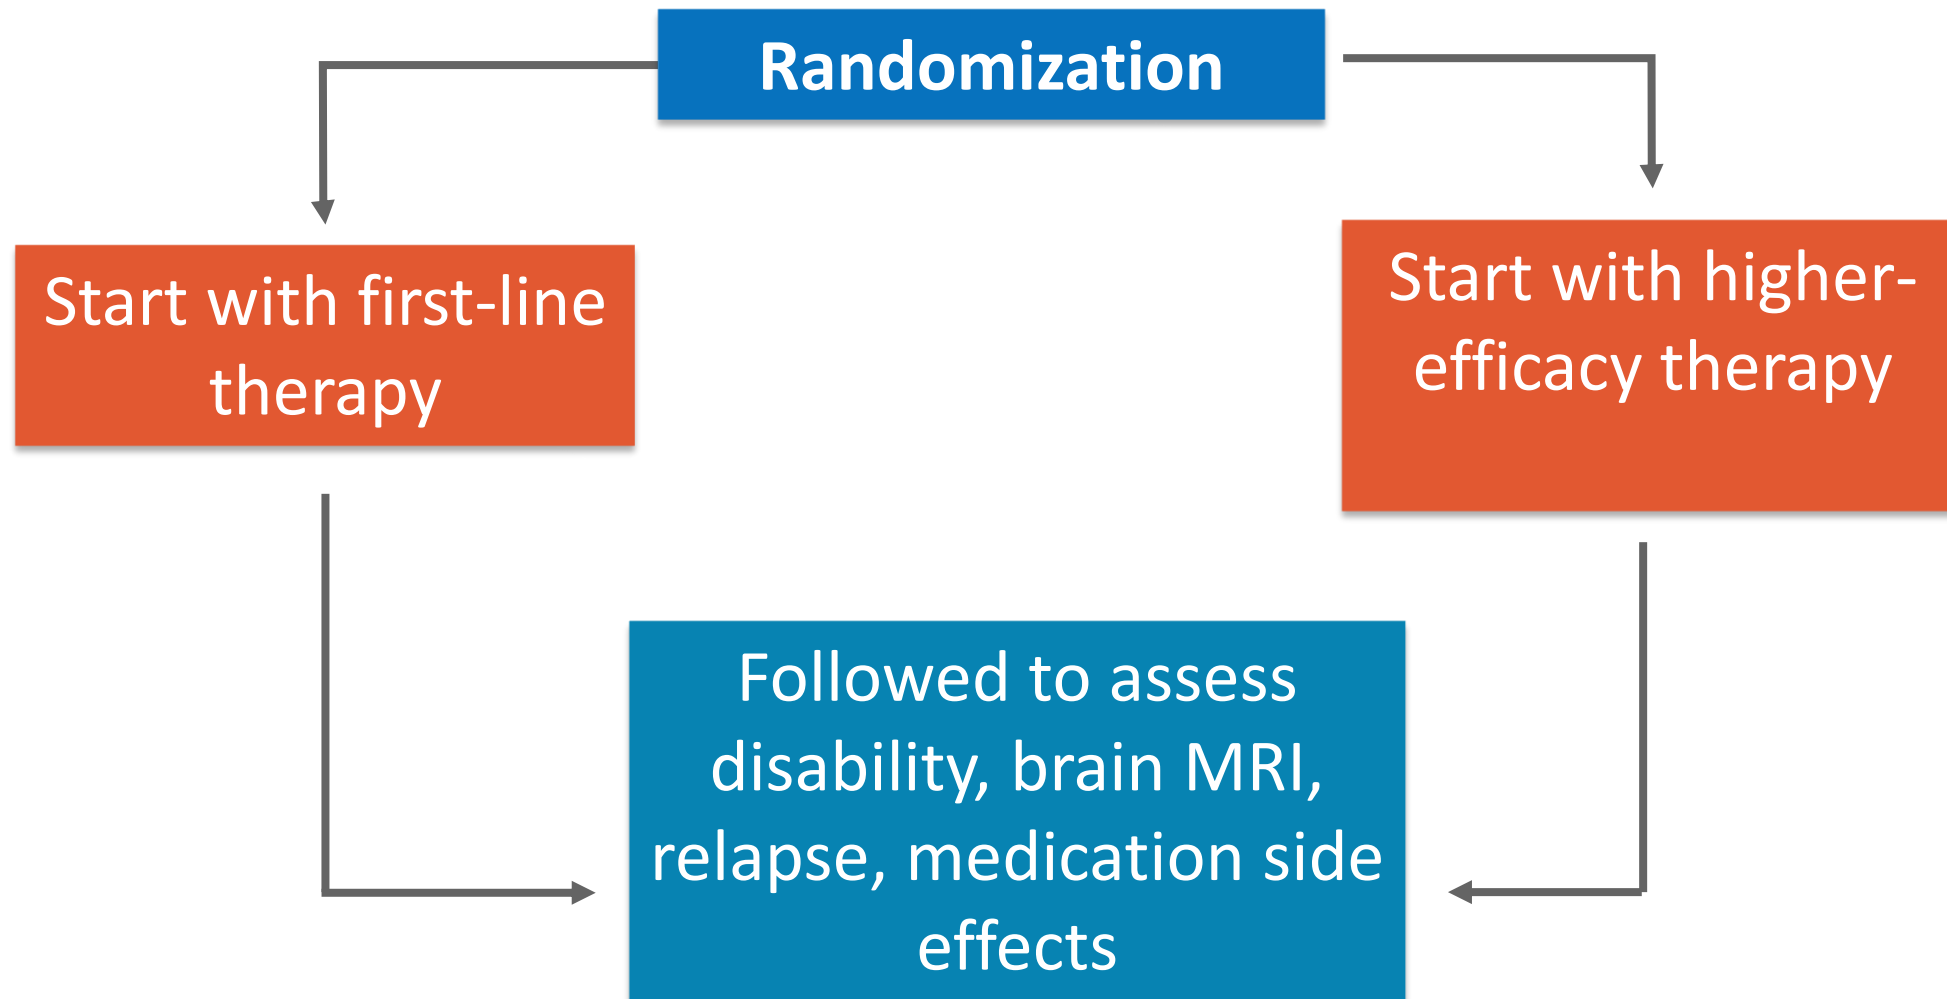 Randomization
Start with first-line
therapy
Start with higher-
efficacy therapy
Followed to assess
disability, brain MRI,
relapse, medication side
effects